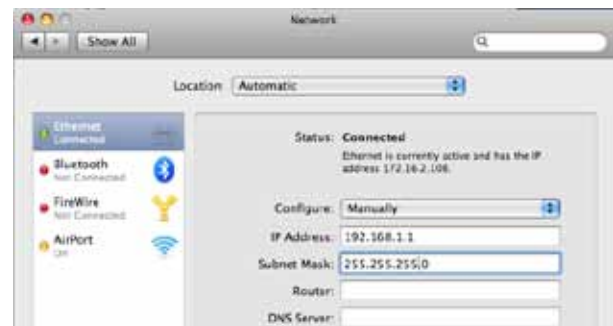 Network
Show All
Location Automatic
Ethernet
Connected
Bluetooth
Not Connected
FireWire
Not Connected
AirPort
Off
Status: Connected
Ethernet is currently active and has the IP
address 172.16.2.106.
Configure: Manually
IP Address: 192.168.1.1
Subnet Mask: 255.255.255.0
Router:
DNS Server: